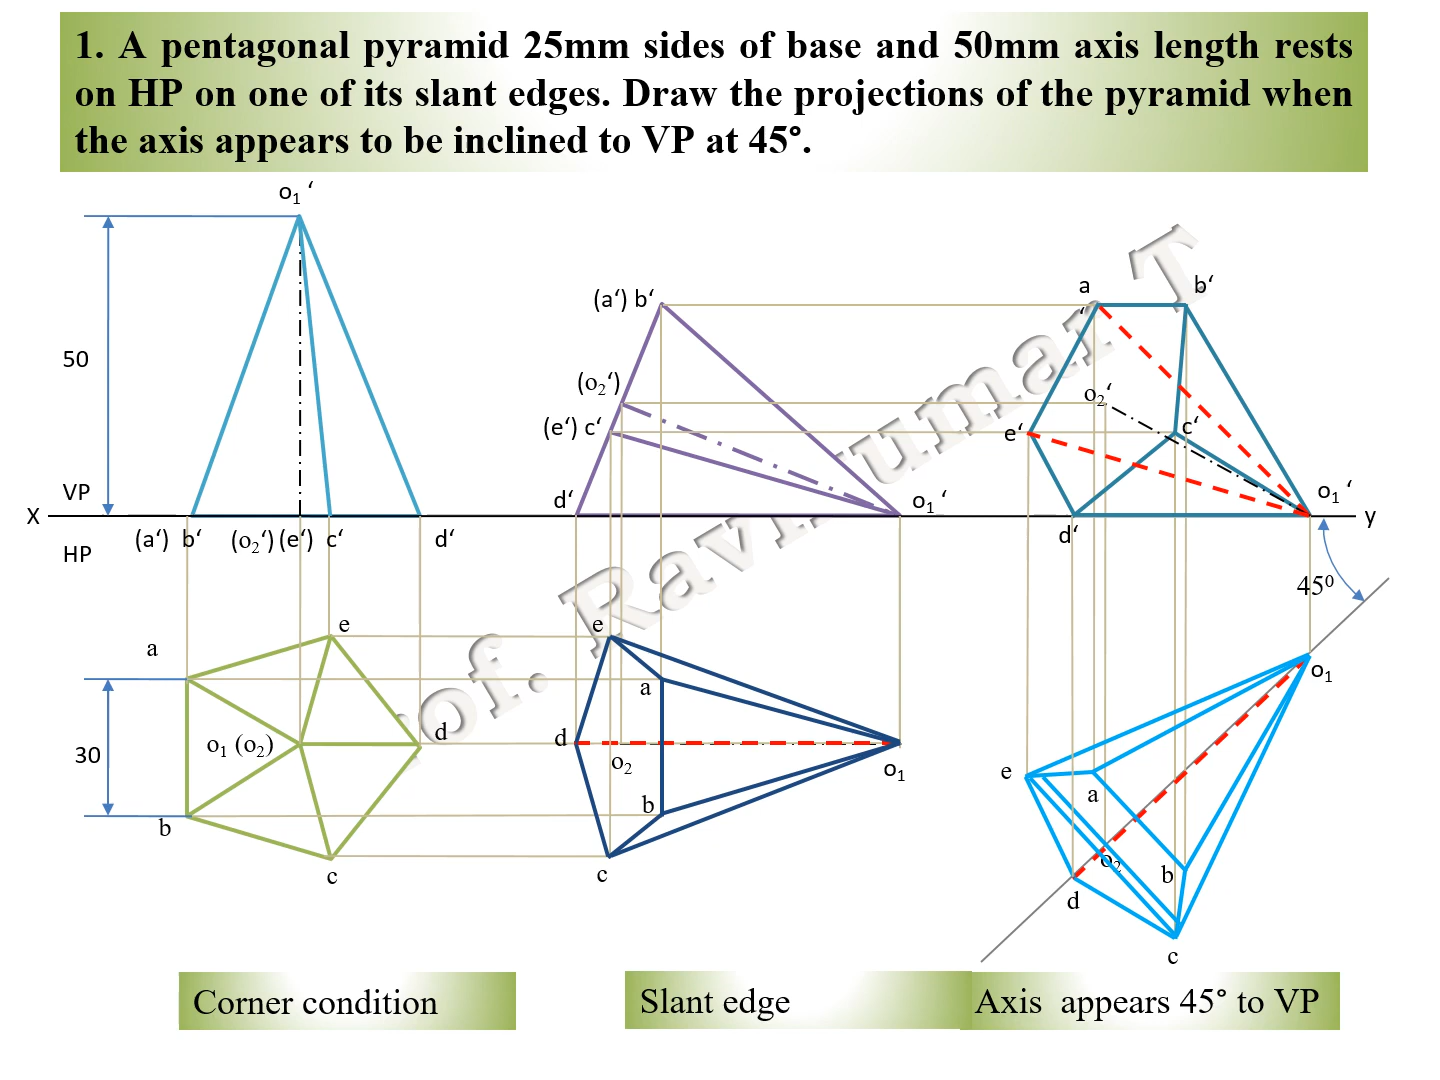 1. A pentagonal pyramid 25mm sides of base and 50mm axis length rests
on HP on one of its slant edges. Draw the projections of the pyramid when
the axis appears to be inclined to VP at 45°.
o₁ ‘
a b‘
(a‘) b‘
‘
50
(o₂‘)
o₂‘
(e‘) c‘
e‘ c‘
VP
d‘ o₁ ‘ o₁ ‘
X y
(a‘) b‘ (o₂‘) (e‘) c‘ d‘ d‘
HP
45⁰
e e
a
a o₁
d d
o₁ (o₂)
30 o₂ o₁ e
b a
b
o₂ b
c c
d
c
Corner condition Slant edge Axis appears 45° to VP